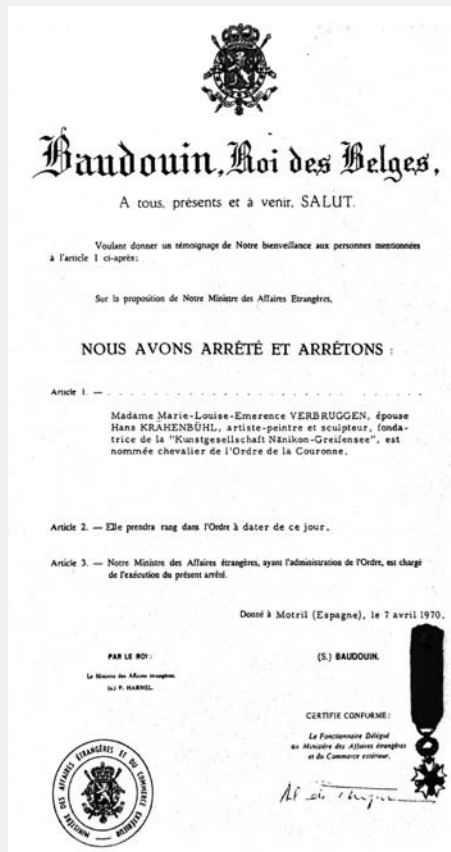 Baudouin, Roi des Belges,
A tous, présents et à venir, SALUT.
Voulant donner un témoignage de Notre bienveillance aux personnes mentionnées
à l'article 1 ci-après:
Sur la proposition de Notre Ministre des Affaires Etrangères,
NOUS AVONS ARRÊTÉ ET ARRÊTONS :
Article 1. — . . . . . . . . . . . . . . . . . . . . . . . . . . . . . .
Madame Marie-Louise-Emerence VERBRUGGEN, épouse
Hans KRÄHENBÜHL, artiste-peintre et sculpteur, fonda-
trice de la "Kunstgesellschaft Nänikon-Greifensee", est
nommée chevalier de l'Ordre de la Couronne.
Article 2. — Elle prendra rang dans l'Ordre à dater de ce jour.
Article 3. — Notre Ministre des Affaires étrangères, ayant l'administration de l'Ordre, est chargé
de l'exécution du présent arrêté.
Donné à Motril (Espagne), le 7 avril 1970.
PAR LE ROI :
Le Ministre des Affaires étrangères,
(s.) P. HARMEL.
(S.) BAUDOUIN.
CERTIFIE CONFORME:
Le Fonctionnaire Délégué
au Ministère des Affaires étrangères
et du Commerce extérieur.
MINISTÈRE DES AFFAIRES ÉTRANGÈRES ET DU COMMERCE EXTÉRIEUR